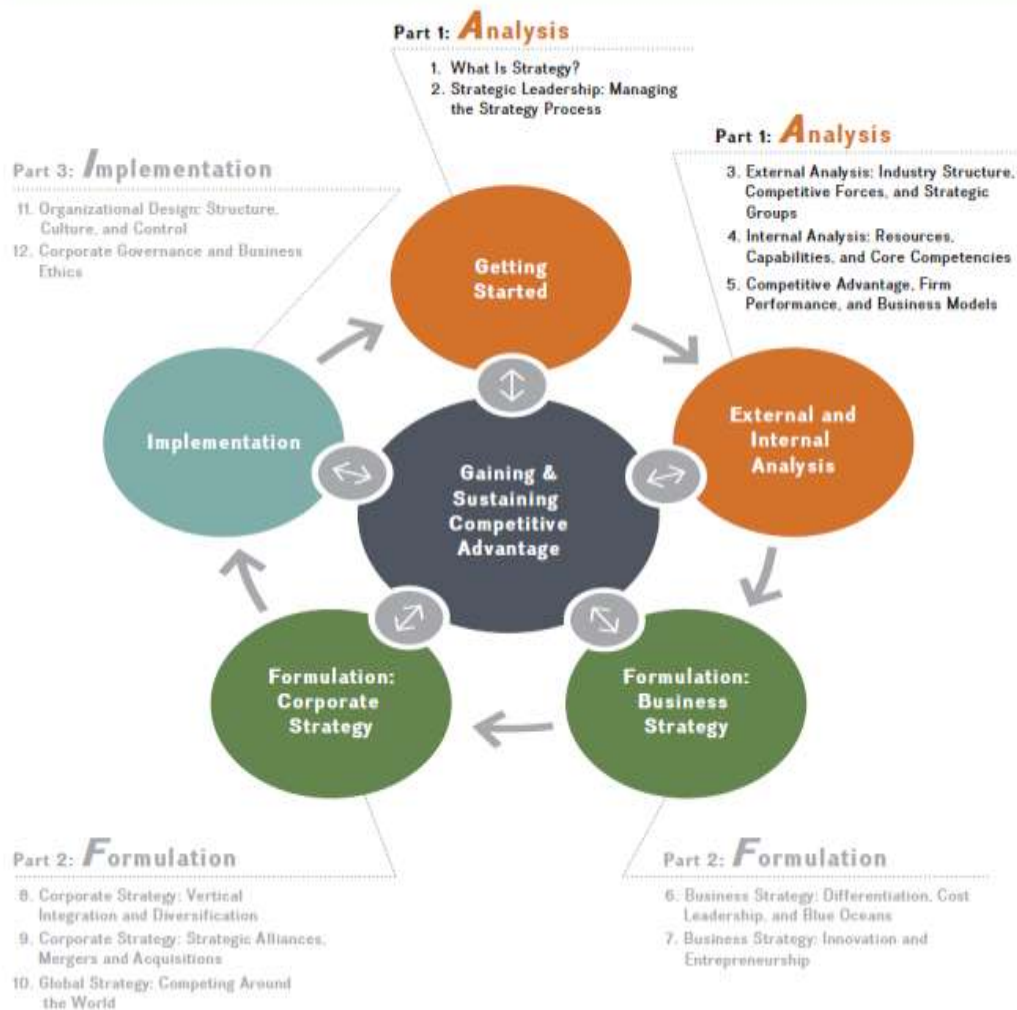 Part 1: Analysis
1. What Is Strategy?
2. Strategic Leadership: Managing
the Strategy Process
Part 1: Analysis
3. External Analysis: Industry Structure,
Competitive Forces, and Strategic
Groups
4. Internal Analysis: Resources,
Capabilities, and Core Competencies
5. Competitive Advantage, Firm
Performance, and Business Models
Part 3: Implementation
11. Organizational Design: Structure,
Culture, and Control
12. Corporate Governance and Business
Ethics
Getting
Started
External and
Internal
Analysis
Implementation
Gaining &
Sustaining
Competitive
Advantage
Formulation:
Corporate
Strategy
Formulation:
Business
Strategy
Part 2: Formulation
8. Corporate Strategy: Vertical
Integration and Diversification
9. Corporate Strategy: Strategic Alliances,
Mergers and Acquisitions
10. Global Strategy: Competing Around
the World
Part 2: Formulation
6. Business Strategy: Differentiation, Cost
Leadership, and Blue Oceans
7. Business Strategy: Innovation and
Entrepreneurship